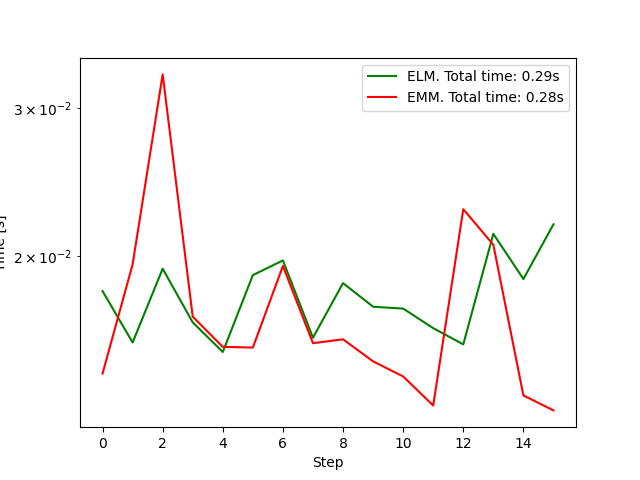 ELM. Total time: 0.29s
EMM. Total time: 0.28s
3 × 10⁻²
2 × 10⁻²
0 2 4 6 8 10 12 14
Step